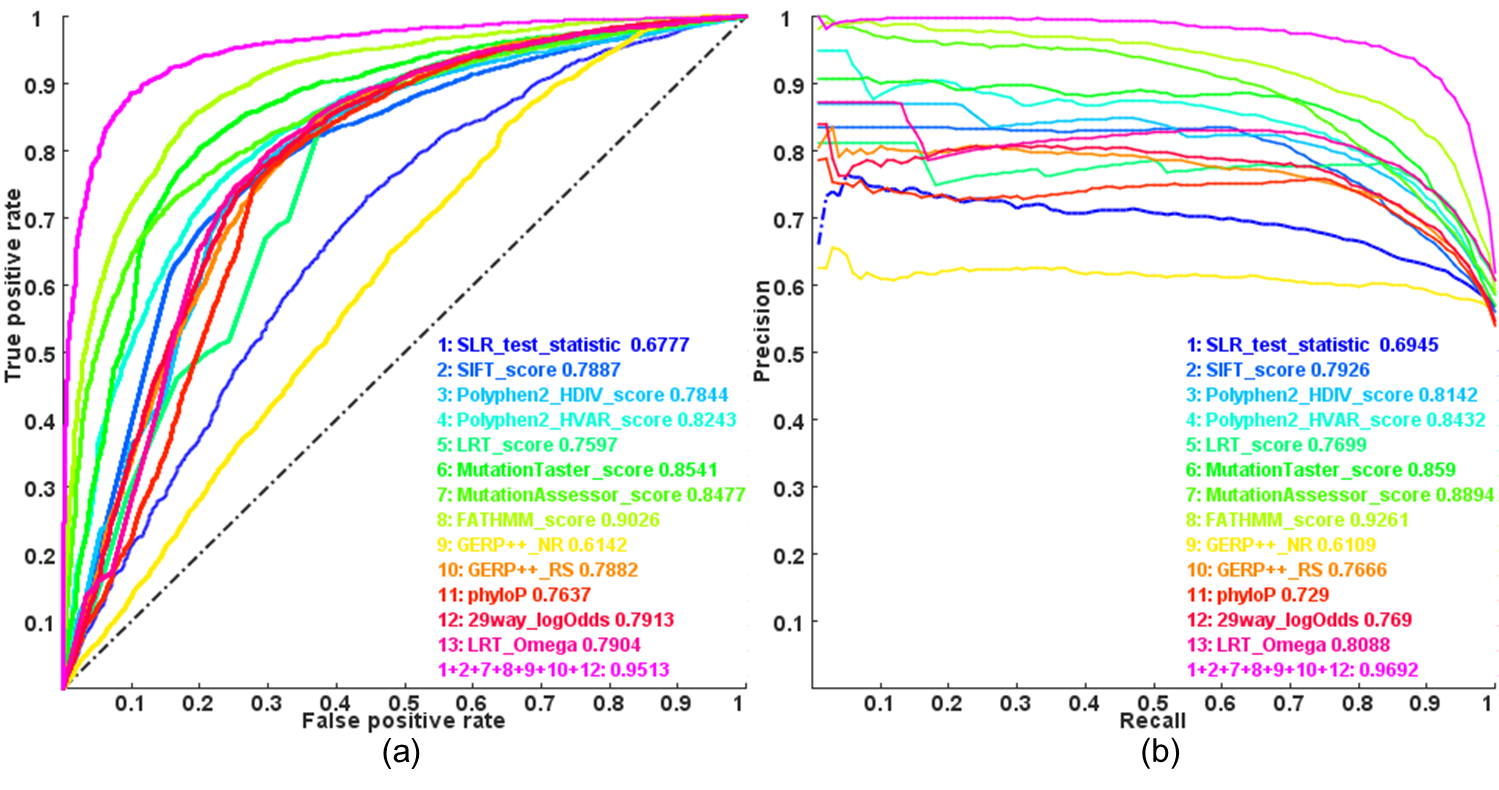 1
0.9
0.8
0.7
0.6
0.5
0.4
0.3
0.2
0.1
True positive rate
1: SLR_test_statistic 0.6777
2: SIFT_score 0.7887
3: Polyphen2_HDIV_score 0.7844
4: Polyphen2_HVAR_score 0.8243
5: LRT_score 0.7597
6: MutationTaster_score 0.8541
7: MutationAssessor_score 0.8477
8: FATHMM_score 0.9026
9: GERP++_NR 0.6142
10: GERP++_RS 0.7882
11: phyloP 0.7637
12: 29way_logOdds 0.7913
13: LRT_Omega 0.7904
1+2+7+8+9+10+12: 0.9513
0.1 0.2 0.3 0.4 0.5 0.6 0.7 0.8 0.9 1
False positive rate
(a)
1
0.9
0.8
0.7
0.6
0.5
0.4
0.3
0.2
0.1
Precision
1: SLR_test_statistic 0.6945
2: SIFT_score 0.7926
3: Polyphen2_HDIV_score 0.8142
4: Polyphen2_HVAR_score 0.8432
5: LRT_score 0.7699
6: MutationTaster_score 0.859
7: MutationAssessor_score 0.8894
8: FATHMM_score 0.9261
9: GERP++_NR 0.6109
10: GERP++_RS 0.7666
11: phyloP 0.729
12: 29way_logOdds 0.769
13: LRT_Omega 0.8088
1+2+7+8+9+10+12: 0.9692
0.1 0.2 0.3 0.4 0.5 0.6 0.7 0.8 0.9 1
Recall
(b)